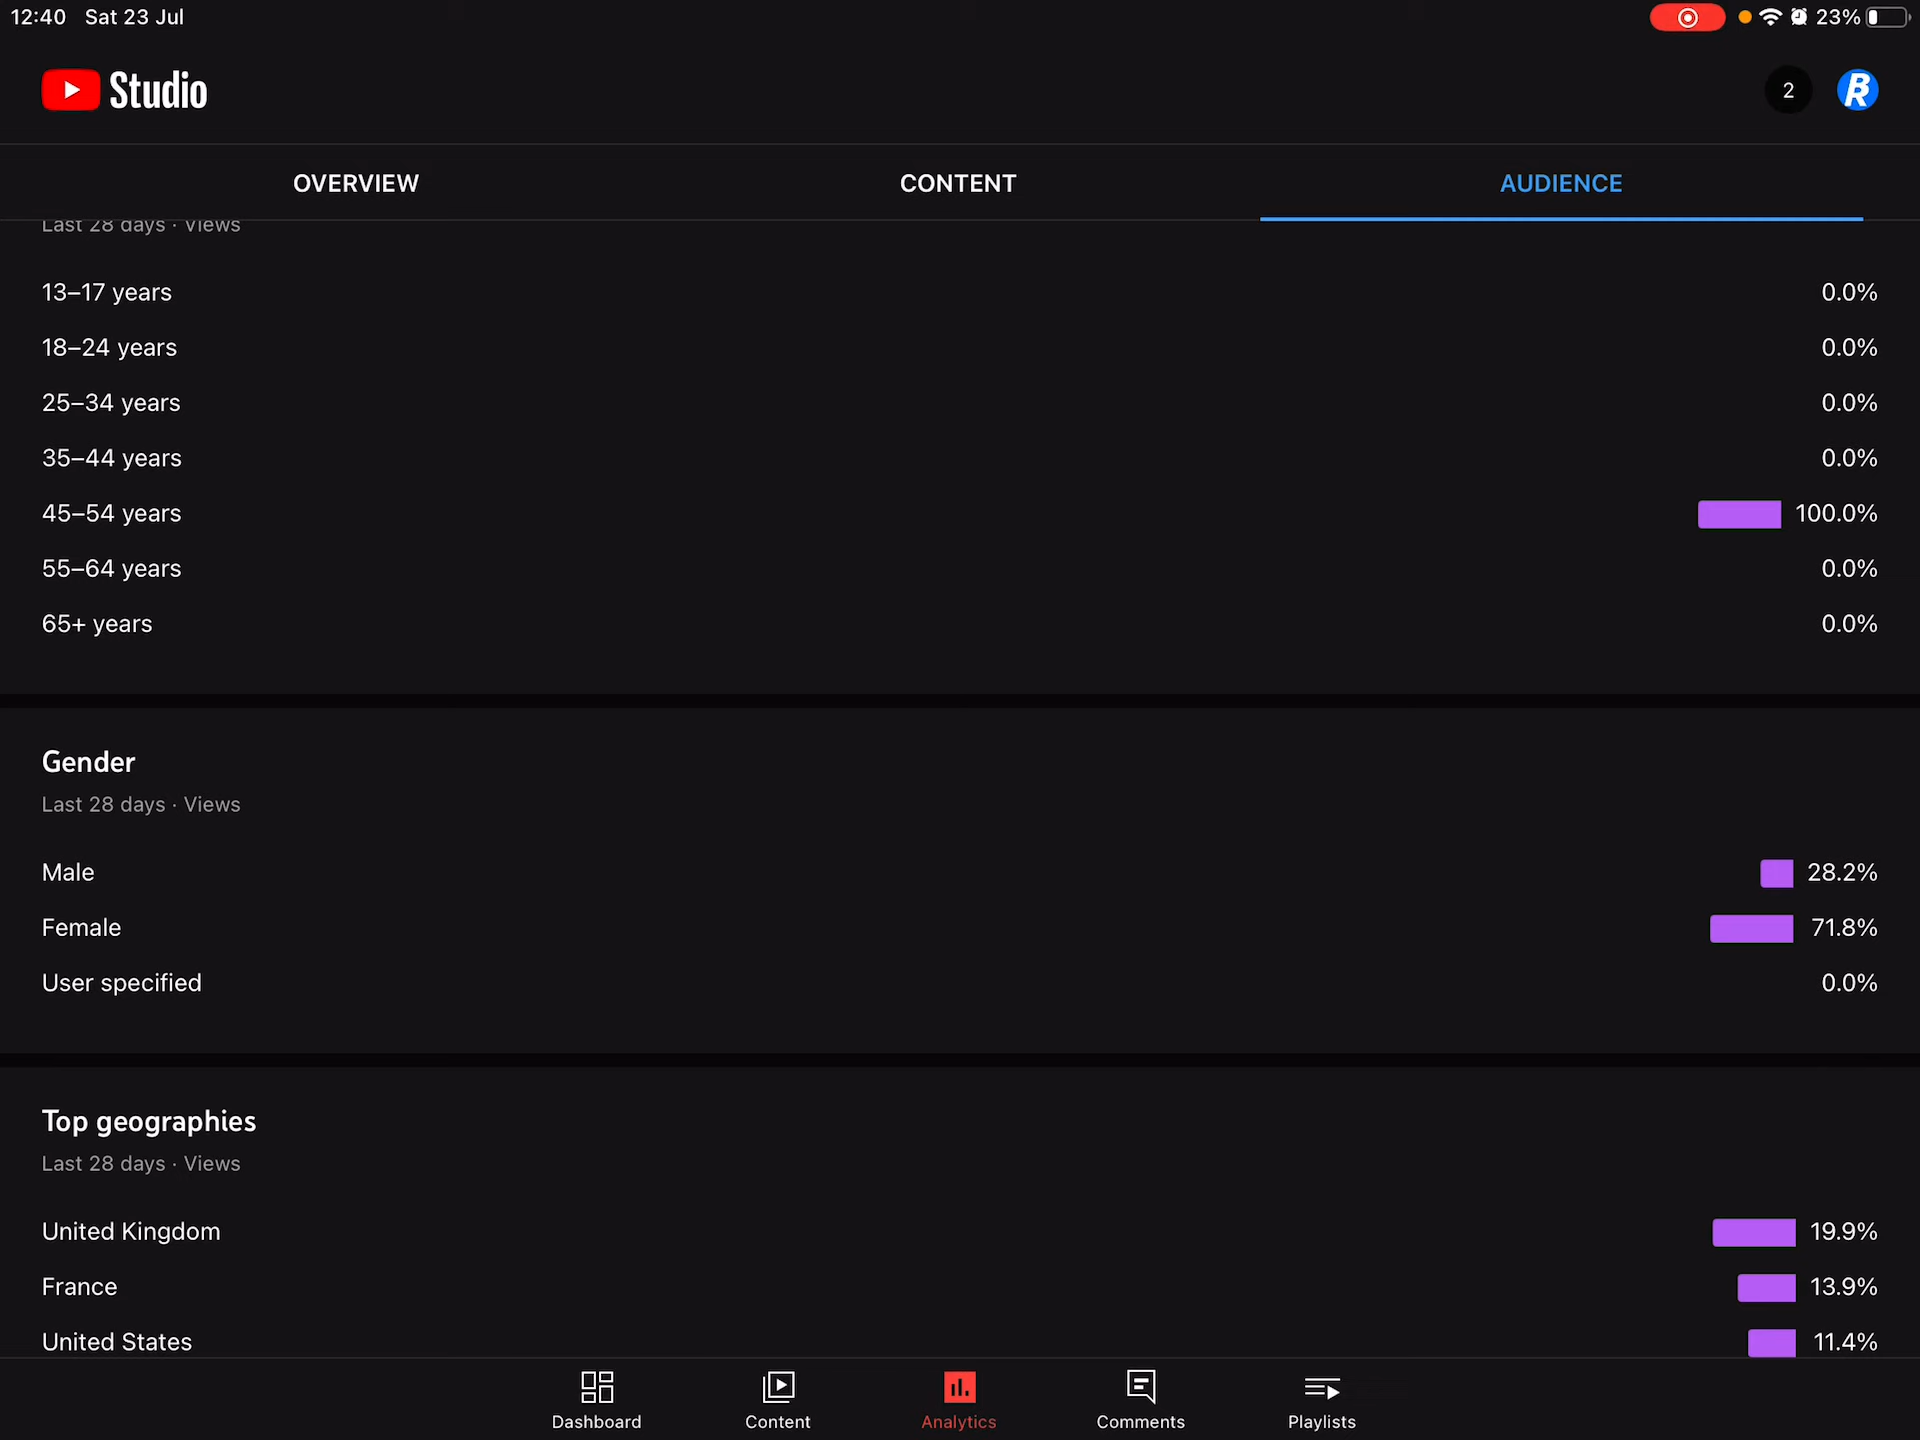 12:40 Sat 23 Jul
23%
Studio
2
R
OVERVIEW CONTENT AUDIENCE
Last 28 days · Views
13–17 years 0.0%
18–24 years 0.0%
25–34 years 0.0%
35–44 years 0.0%
45–54 years 100.0%
55–64 years 0.0%
65+ years 0.0%
Gender
Last 28 days · Views
Male 28.2%
Female 71.8%
User specified 0.0%
Top geographies
Last 28 days · Views
United Kingdom 19.9%
France 13.9%
United States 11.4%
Dashboard Content Analytics Comments Playlists